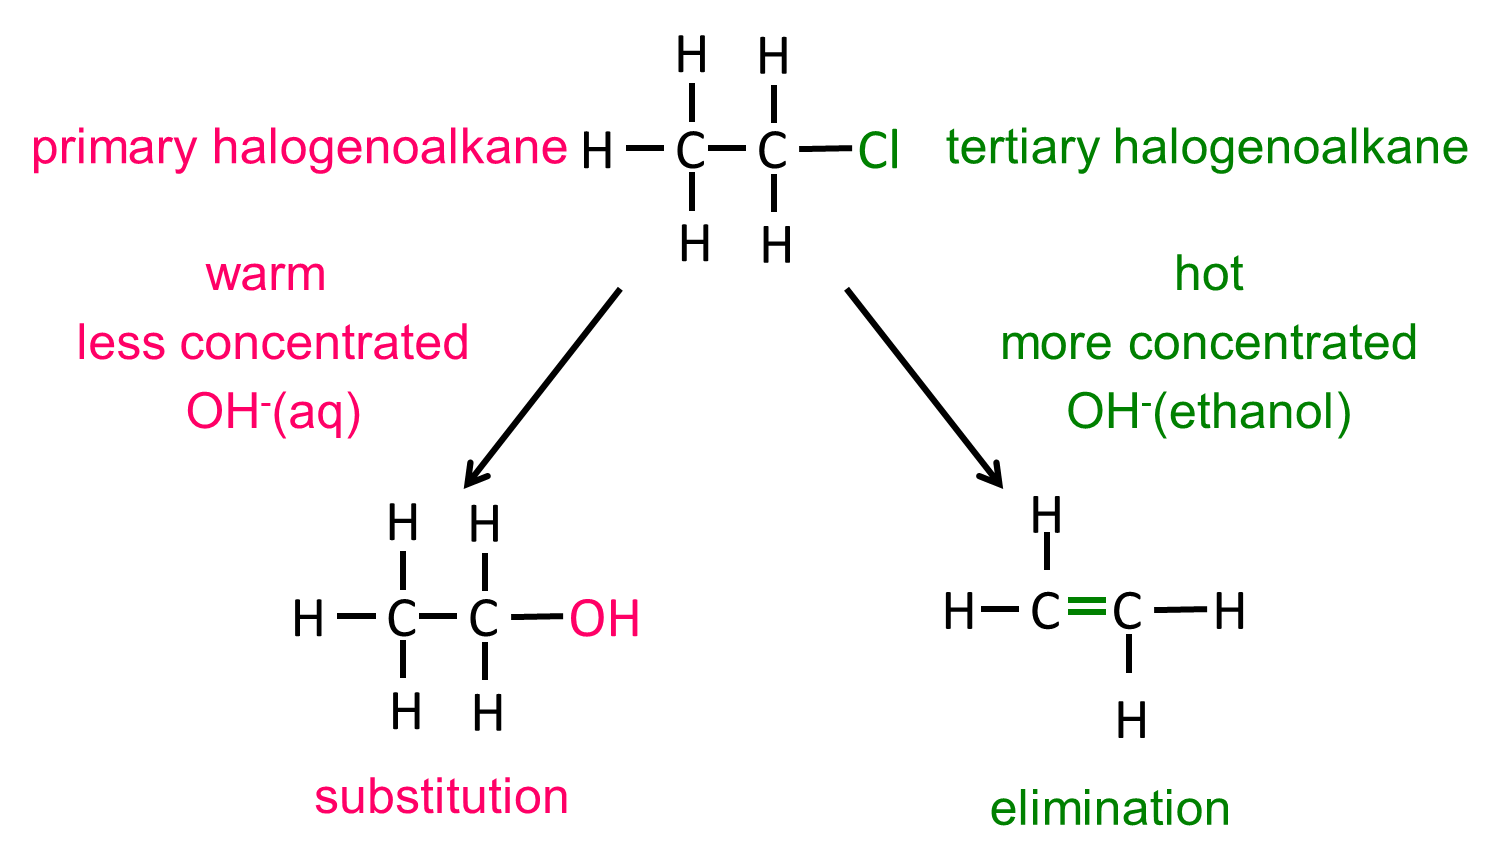 H H
primary halogenoalkane H C C Cl tertiary halogenoalkane
H H
warm hot
less concentrated more concentrated
OH⁻(aq) OH⁻(ethanol)
H H H
H C C OH H C C H
H H H
substitution elimination